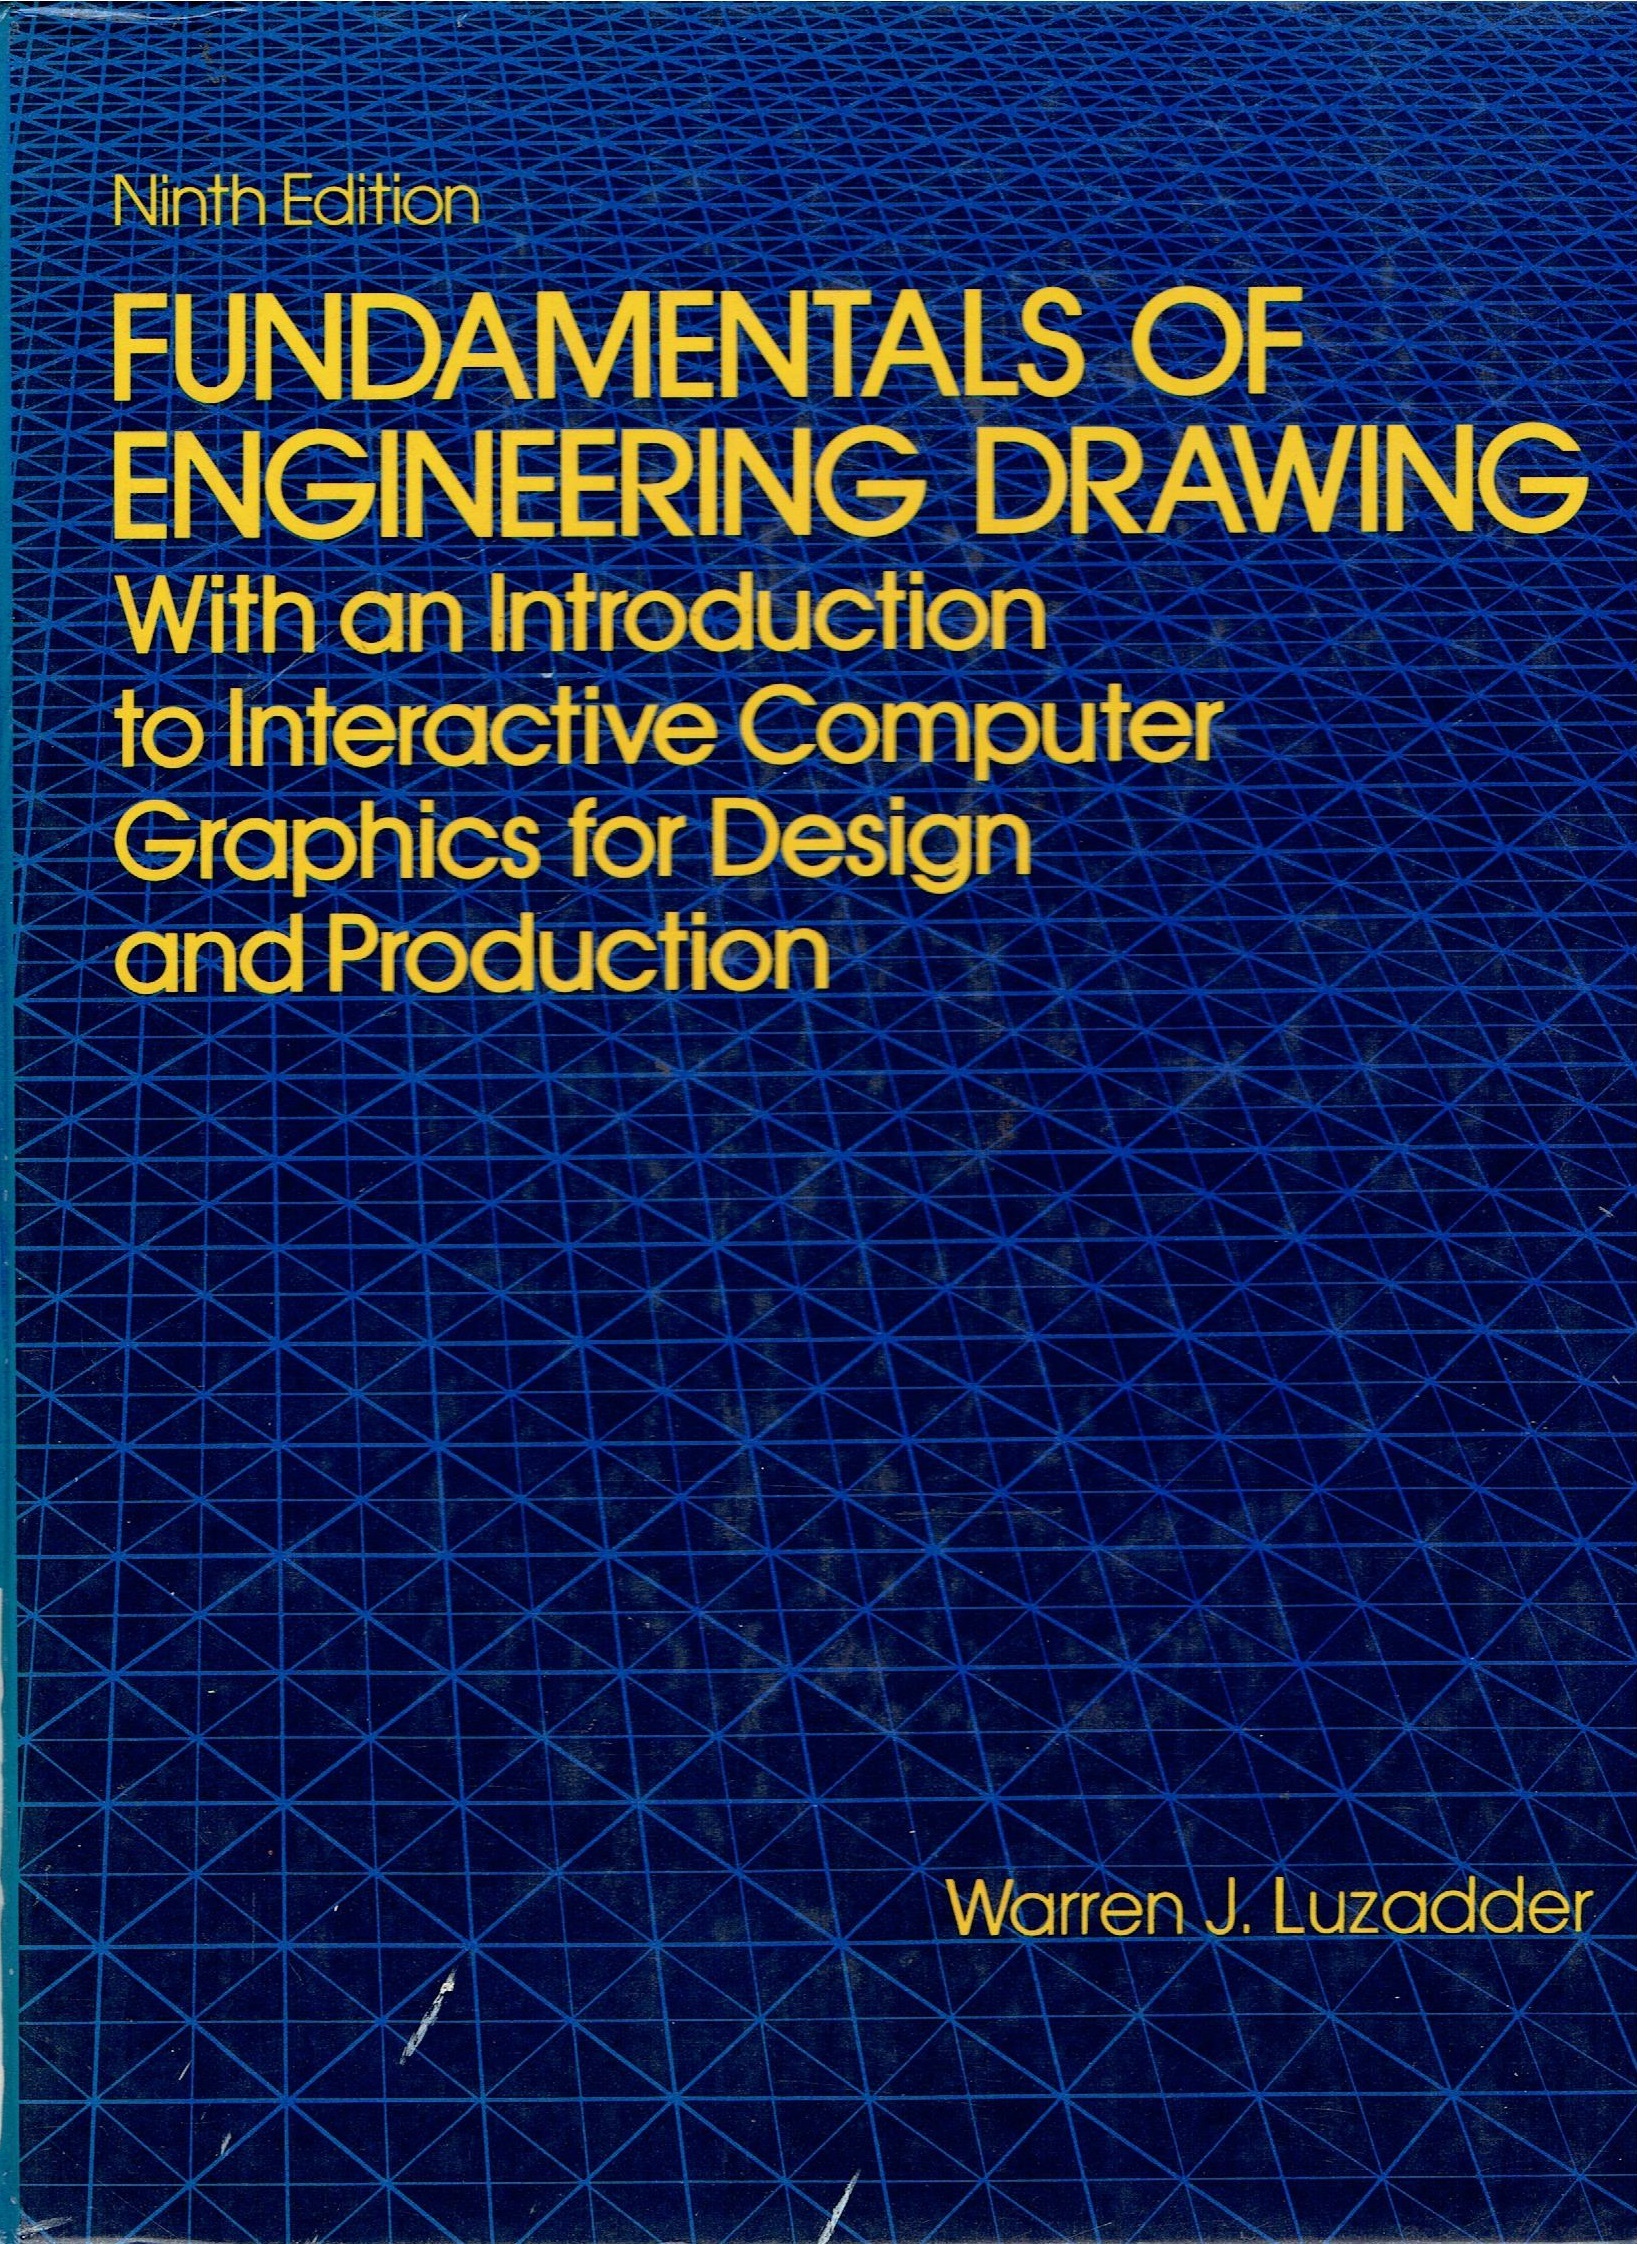 Ninth Edition
FUNDAMENTALS OF
ENGINEERING DRAWING
With an Introduction
to Interactive Computer
Graphics for Design
and Production
Warren J. Luzadder